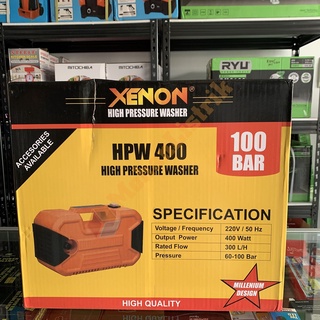 XENON
HIGH PRESSURE WASHER
ACCESORIES
AVAILABLE
HPW 400
HIGH PRESSURE WASHER
100
BAR
SPECIFICATION
Voltage / Frequency 220V / 50 Hz
Output Power 400 Watt
Rated Flow 300 L/H
Pressure 60-100 Bar
MILLENIUM
DESIGN
HIGH QUALITY
RYU